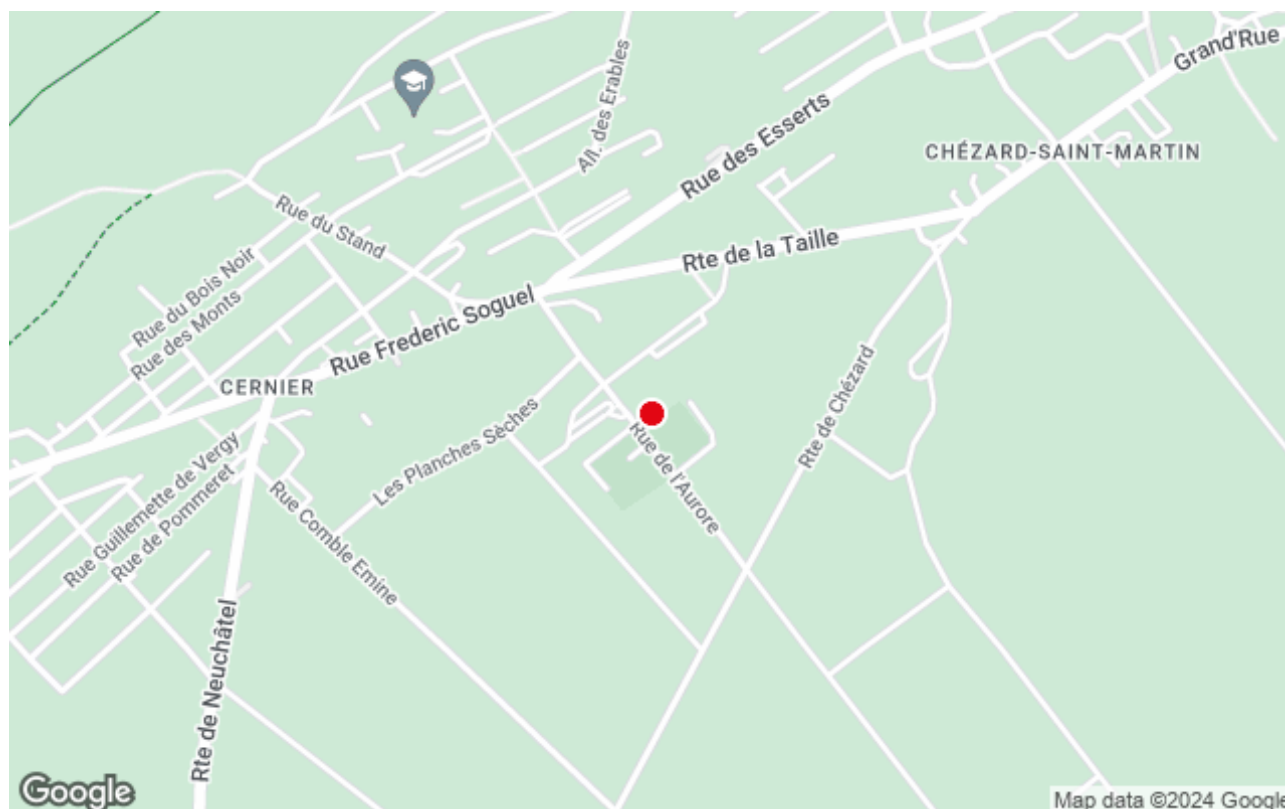 Grand'Rue
All. des Erables
Rue des Esserts
CHÉZARD-SAINT-MARTIN
Rue du Stand
Rte de la Taille
Rue du Bois Noir
Rue des Monts
Rue Frederic Soguel
CERNIER
Rte de Chézard
Les Planches Sèches
Rue de l'Aurore
Rue Guillemette de Vergy
Rue de Pommeret
Rue Comble Emine
Rte de Neuchâtel
Google
Map data ©2024 Google